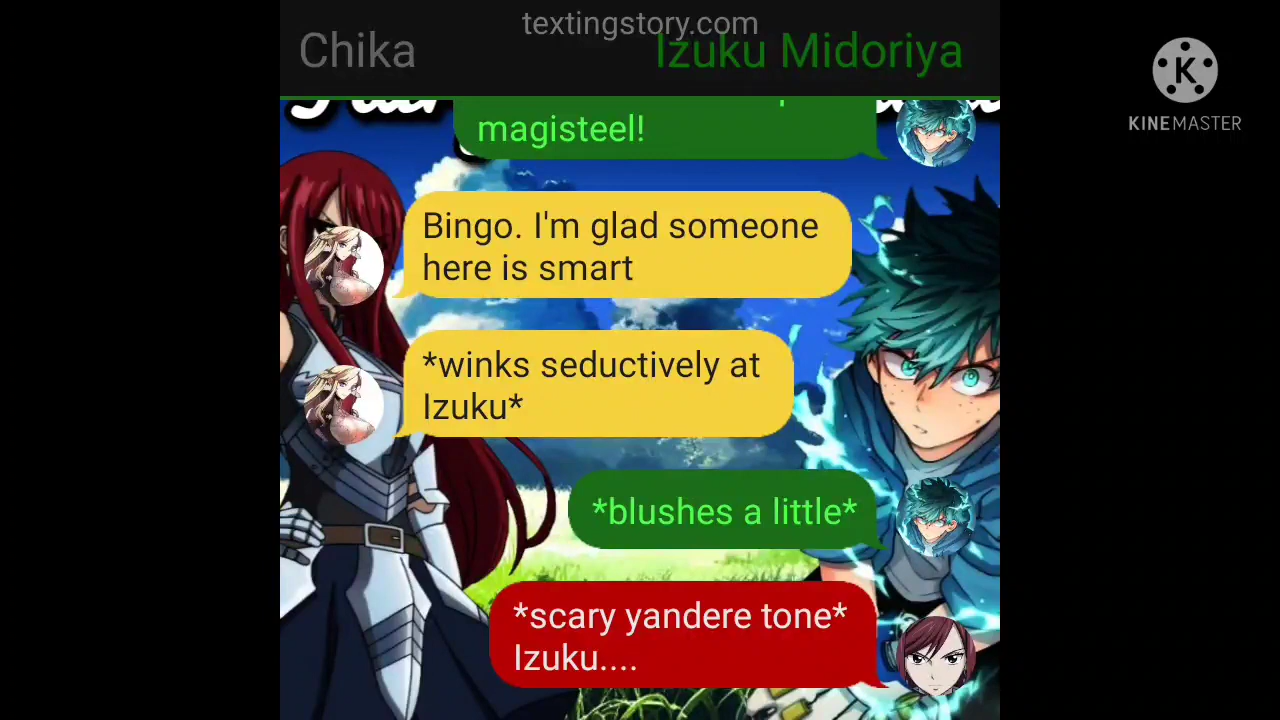 textingstory.com
Chika
Izuku Midoriya
KINEMASTER
magisteel!
Bingo. I'm glad someone
here is smart
*winks seductively at
Izuku*
*blushes a little*
*scary yandere tone*
Izuku....